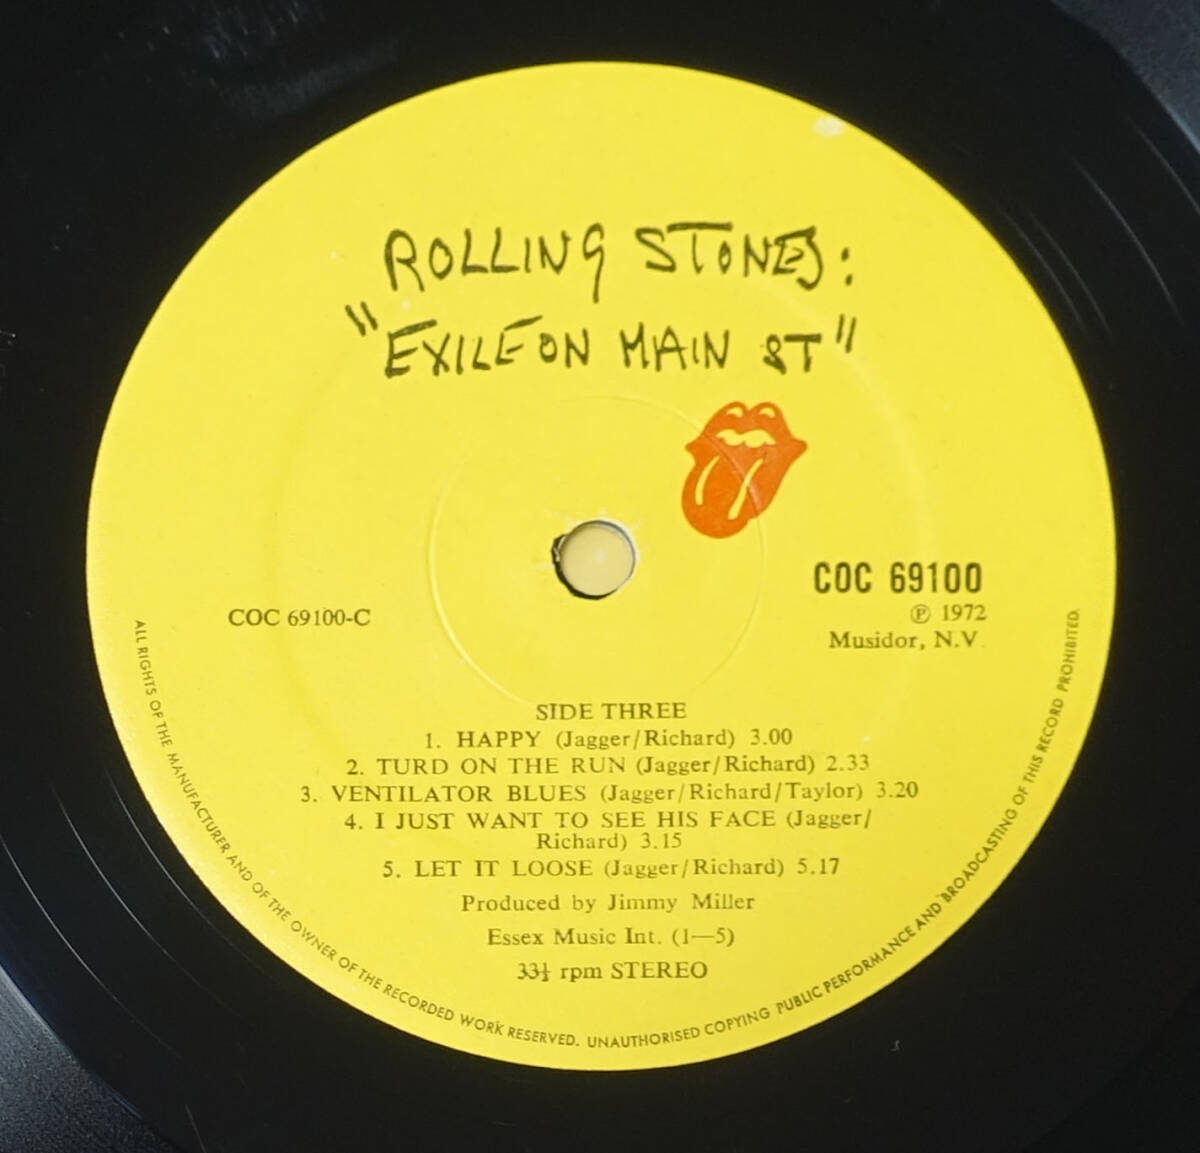 ROLLING STONES:
"EXILE ON MAIN ST"
COC 69100
Ⓟ 1972
Musidor, N.V.
COC 69100-C
SIDE THREE
1. HAPPY (Jagger/Richard) 3.00
2. TURD ON THE RUN (Jagger/Richard) 2.33
3. VENTILATOR BLUES (Jagger/Richard/Taylor) 3.20
4. I JUST WANT TO SEE HIS FACE (Jagger/
Richard) 3.15
5. LET IT LOOSE (Jagger/Richard) 5.17
Produced by Jimmy Miller
Essex Music Int. (1—5)
33⅓ rpm STEREO
ALL RIGHTS OF THE MANUFACTURER AND OF THE OWNER OF THE RECORDED WORK RESERVED. UNAUTHORISED COPYING PUBLIC PERFORMANCE AND BROADCASTING OF THIS RECORD PROHIBITED.